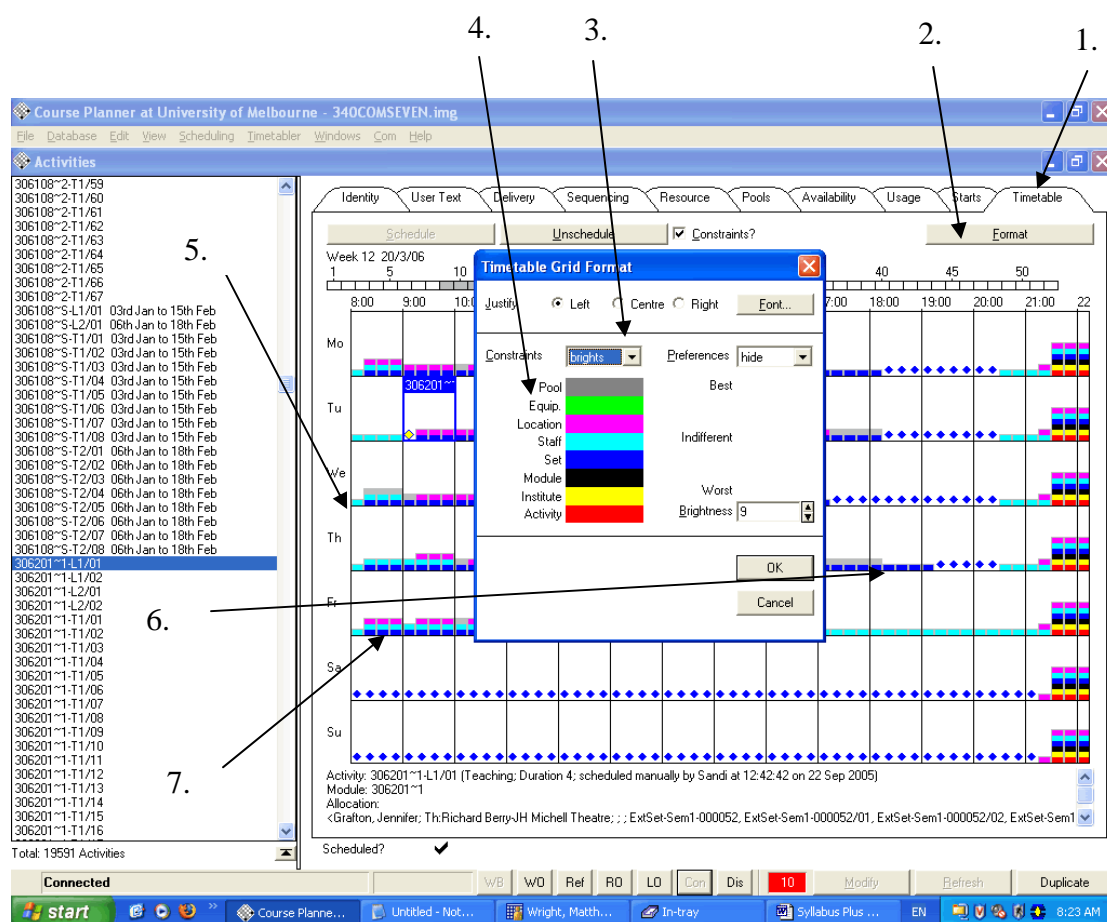 4. 3. 2. 1.
Course Planner at University of Melbourne - 340COMSEVEN.img
File Database Edit View Scheduling Timetabler Windows Com Help
Activities
306108~2-T1/59
306108~2-T1/60
306108~2-T1/61
306108~2-T1/62
306108~2-T1/63
306108~2-T1/64
306108~2-T1/65
306108~2-T1/66
306108~2-T1/67
306108~S-L1/01 03rd Jan to 15th Feb
306108~S-L2/01 06th Jan to 18th Feb
306108~S-T1/01 03rd Jan to 15th Feb
306108~S-T1/02 03rd Jan to 15th Feb
306108~S-T1/03 03rd Jan to 15th Feb
306108~S-T1/04 03rd Jan to 15th Feb
306108~S-T1/05 03rd Jan to 15th Feb
306108~S-T1/06 03rd Jan to 15th Feb
306108~S-T1/07 03rd Jan to 15th Feb
306108~S-T1/08 03rd Jan to 15th Feb
306108~S-T2/01 06th Jan to 18th Feb
306108~S-T2/02 06th Jan to 18th Feb
306108~S-T2/03 06th Jan to 18th Feb
306108~S-T2/04 06th Jan to 18th Feb
306108~S-T2/05 06th Jan to 18th Feb
306108~S-T2/06 06th Jan to 18th Feb
306108~S-T2/07 06th Jan to 18th Feb
306108~S-T2/08 06th Jan to 18th Feb
306201~1-L1/01
306201~1-L1/02
306201~1-L2/01
306201~1-L2/02
306201~1-T1/01
306201~1-T1/02
306201~1-T1/03
306201~1-T1/04
306201~1-T1/05
306201~1-T1/06
306201~1-T1/07
306201~1-T1/08
306201~1-T1/09
306201~1-T1/10
306201~1-T1/11
306201~1-T1/12
306201~1-T1/13
306201~1-T1/14
306201~1-T1/15
306201~1-T1/16
Total: 19591 Activities
5.
6.
7.
Identity User Text Delivery Sequencing Resource Pools Availability Usage Starts Timetable
Schedule Unschedule Constraints? Format
Week 12 20/3/06
1 5 10 40 45 50
8:00 9:00 10:0 7:00 18:00 19:00 20:00 21:00 22
Mo
306201~
Tu
We
Th
Fr
Sa
Su
Timetable Grid Format
Justify Left Centre Right Font...
Constraints brights Preferences hide
Pool Best
Equip.
Location
Staff Indifferent
Set
Module
Institute Worst
Activity Brightness 9
OK
Cancel
Activity: 306201~1-L1/01 (Teaching; Duration 4; scheduled manually by Sandi at 12:42:42 on 22 Sep 2005)
Module: 306201~1
Allocation:
<Grafton, Jennifer; Th:Richard Berry-JH Michell Theatre; ; ; ExtSet-Sem1-000052, ExtSet-Sem1-000052/01, ExtSet-Sem1-000052/02, ExtSet-Sem1
Scheduled?
Connected WB WO Ref RO LO Con Dis 10 Modify Refresh Duplicate
start Course Planne... Untitled - Not... Wright, Matth... In-tray Syllabus Plus ... EN 8:23 AM